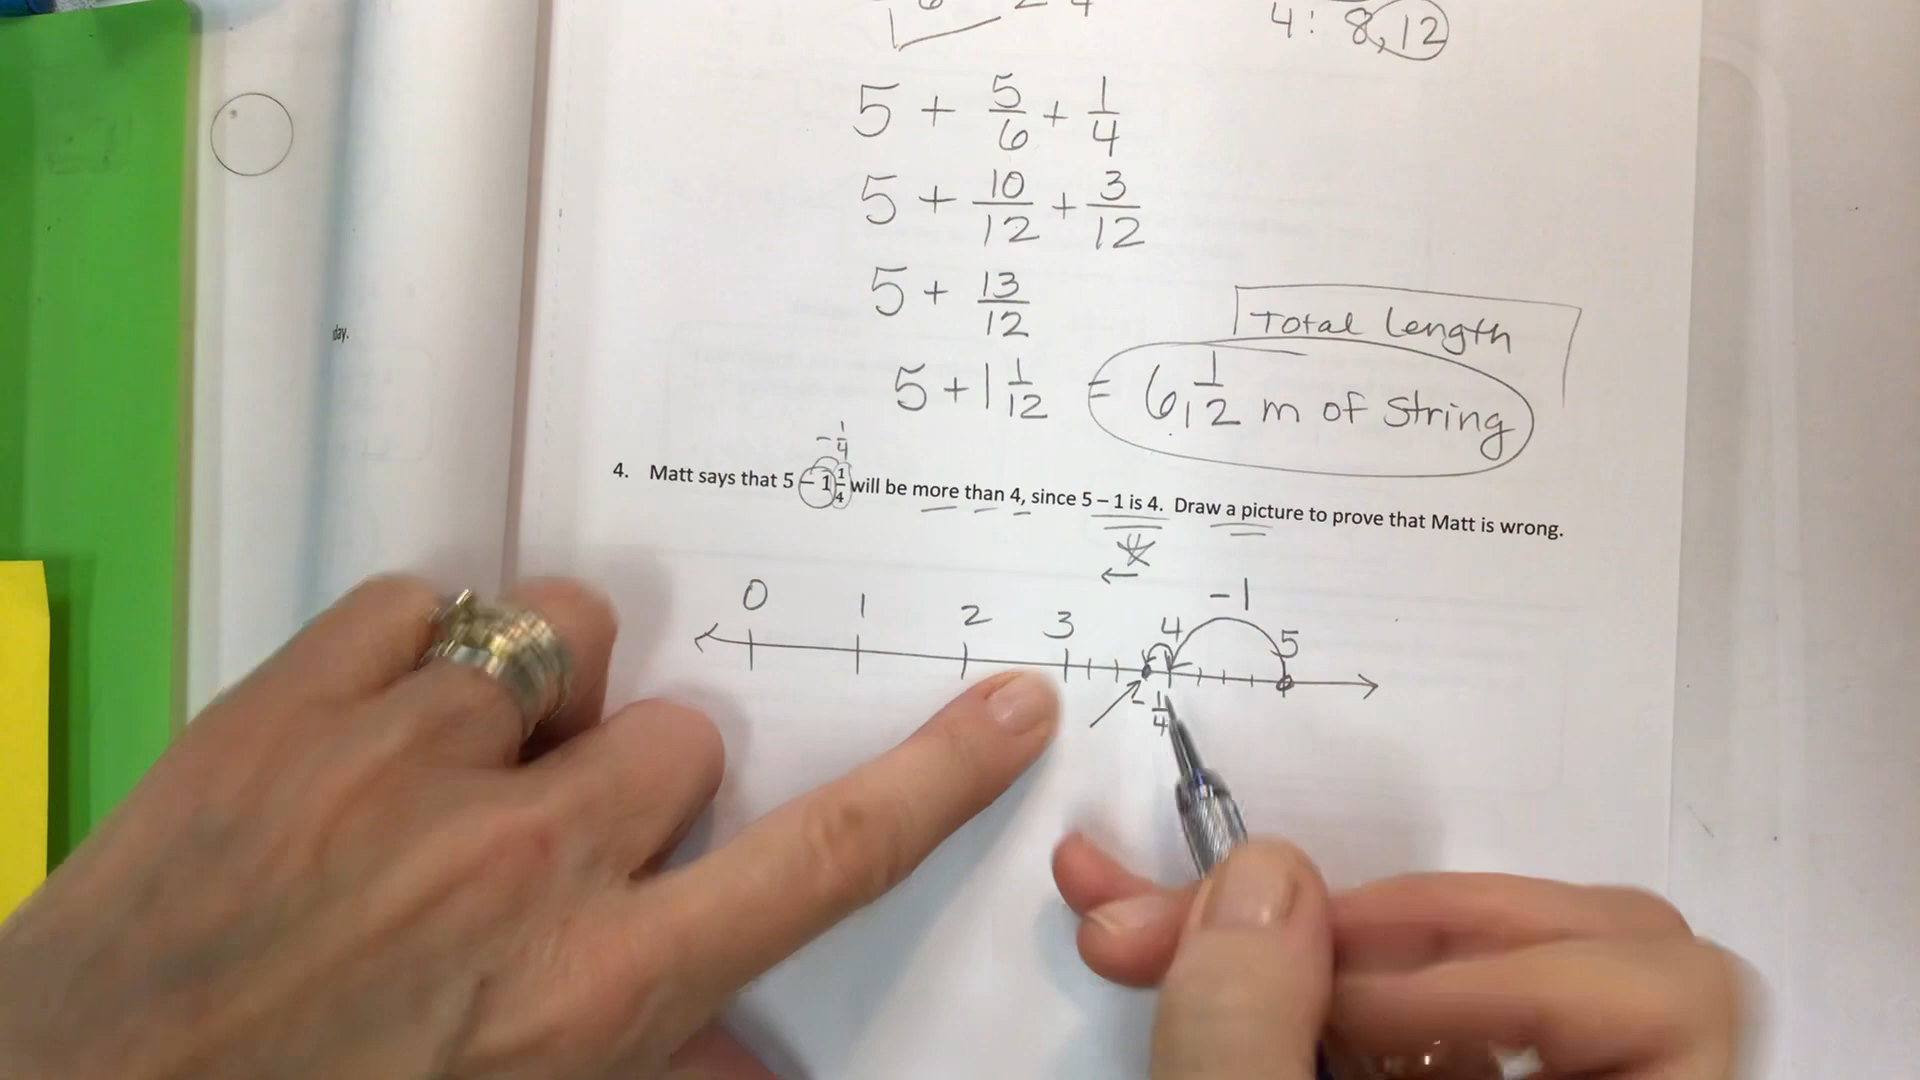 4: 8, 12
5 + 5/6 + 1/4
5 + 10/12 + 3/12
5 + 13/12
Total Length
5 + 1 1/12 = 6 1/12 m of String
- 1/4
4. Matt says that 5 – 1 1/4 will be more than 4, since 5 – 1 is 4. Draw a picture to prove that Matt is wrong.
day.
- 1
0 1 2 3 4 5
- 1/4